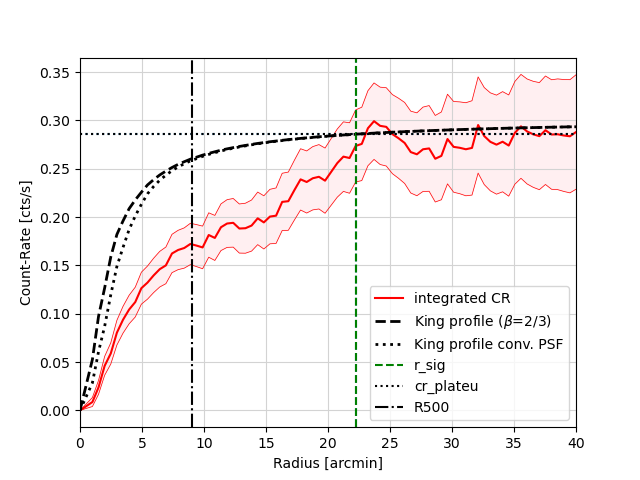 0.35
0.30
0.25
0.20
0.15
0.10
0.05
0.00
Count-Rate [cts/s]
integrated CR
King profile (β=2/3)
King profile conv. PSF
r_sig
cr_plateu
R500
0 5 10 15 20 25 30 35 40
Radius [arcmin]